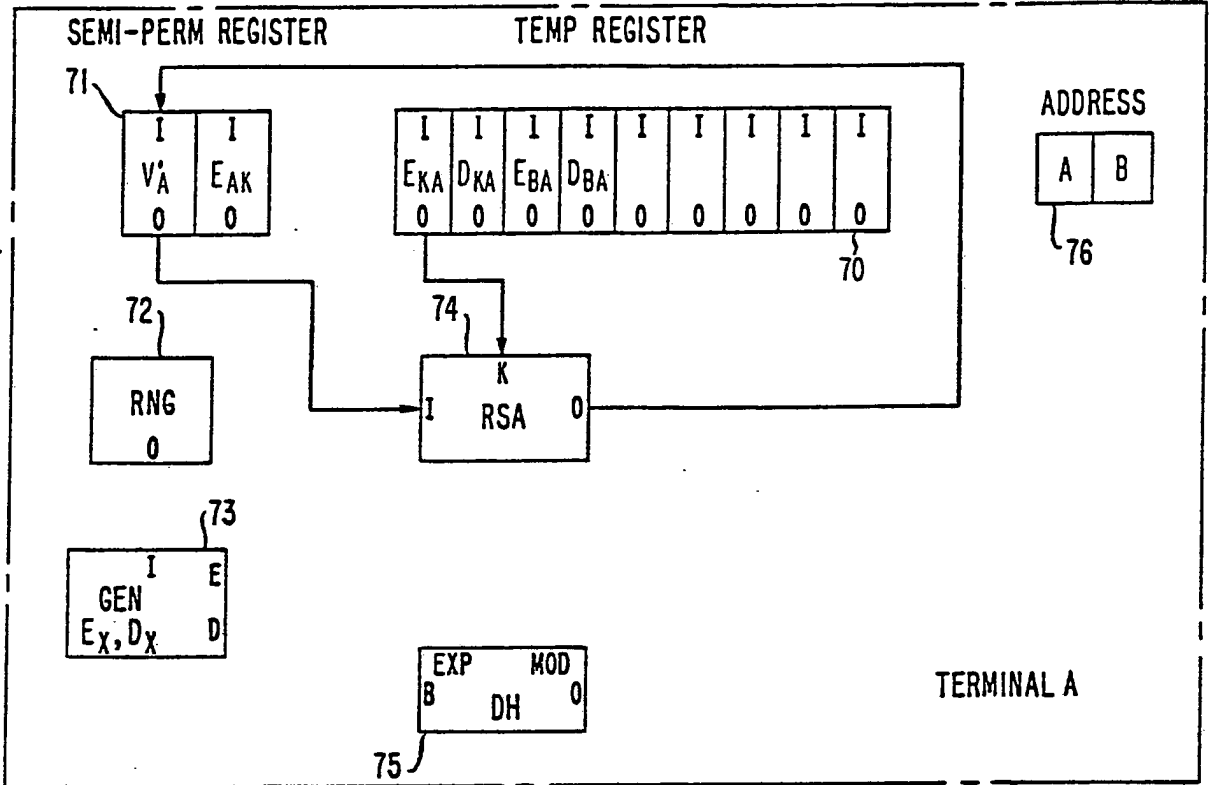 SEMI-PERM REGISTER TEMP REGISTER
71
ADDRESS
I I I I I I I I I I I
V'A EAK EKA DKA EBA DBA A B
0 0 0 0 0 0 0 0 0 0 0
70 76
72 74
RNG
0
K
I RSA 0
73
I E
GEN
EX, DX D
EXP MOD
B DH 0
TERMINAL A
75